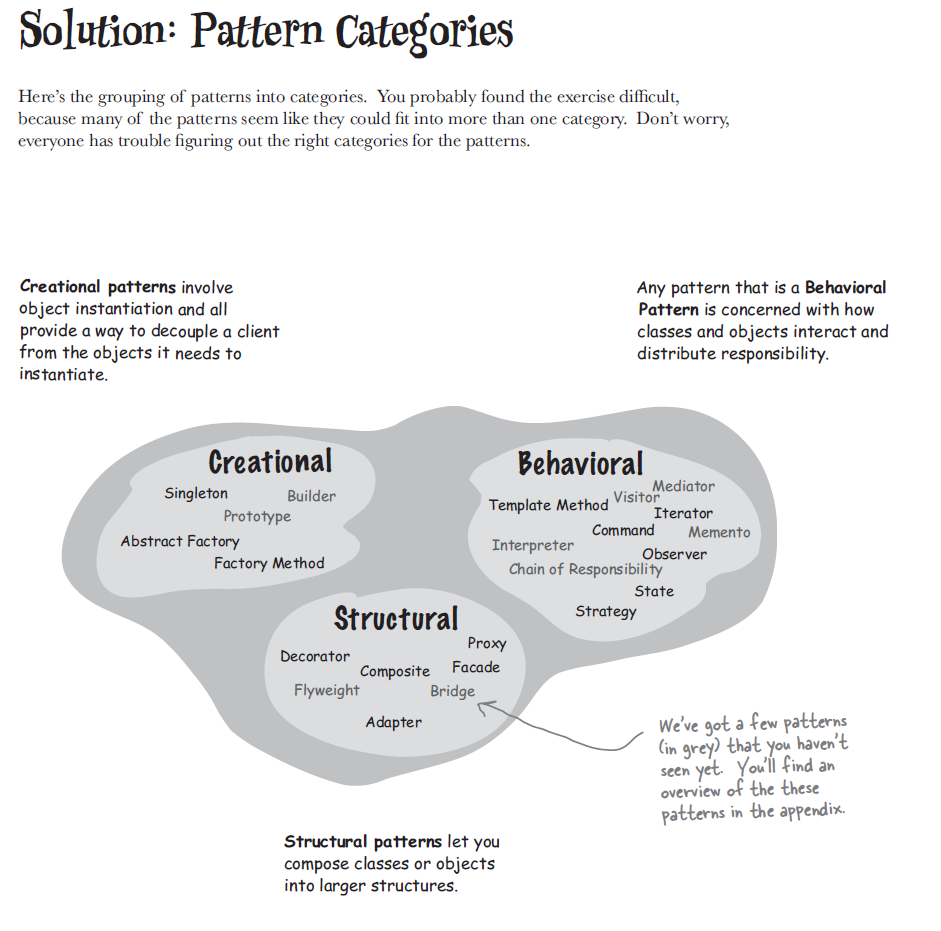 Solution: Pattern Categories
Here's the grouping of patterns into categories. You probably found the exercise difficult,
because many of the patterns seem like they could fit into more than one category. Don't worry,
everyone has trouble figuring out the right categories for the patterns.
Creational patterns involve
object instantiation and all
provide a way to decouple a client
from the objects it needs to
instantiate.
Any pattern that is a Behavioral
Pattern is concerned with how
classes and objects interact and
distribute responsibility.
Creational
Singleton
Builder
Prototype
Abstract Factory
Factory Method
Behavioral
Mediator
Visitor
Template Method
Iterator
Command
Memento
Interpreter
Observer
Chain of Responsibility
State
Strategy
Structural
Proxy
Decorator
Facade
Composite
Flyweight
Bridge
Adapter
We've got a few patterns
(in grey) that you haven't
seen yet. You'll find an
overview of the these
patterns in the appendix.
Structural patterns let you
compose classes or objects
into larger structures.